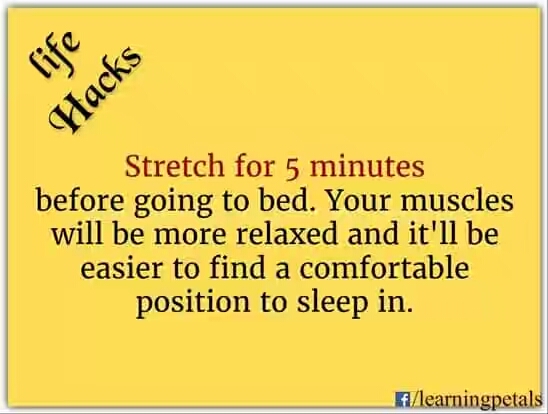 life
Hacks
Stretch for 5 minutes
before going to bed. Your muscles
will be more relaxed and it'll be
easier to find a comfortable
position to sleep in.
f/learningpetals